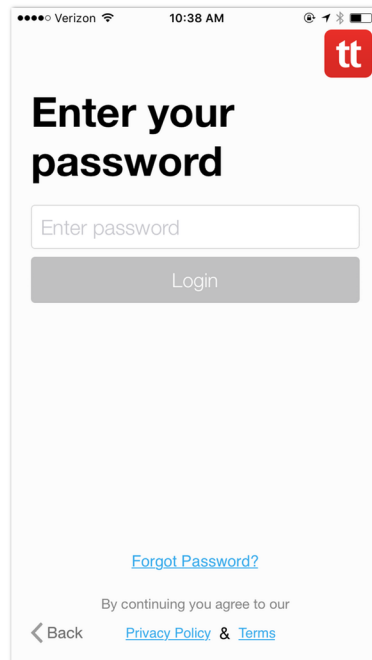 Verizon 10:38 AM
tt
Enter your
password
Enter password
Login
Forgot Password?
By continuing you agree to our
Back Privacy Policy & Terms